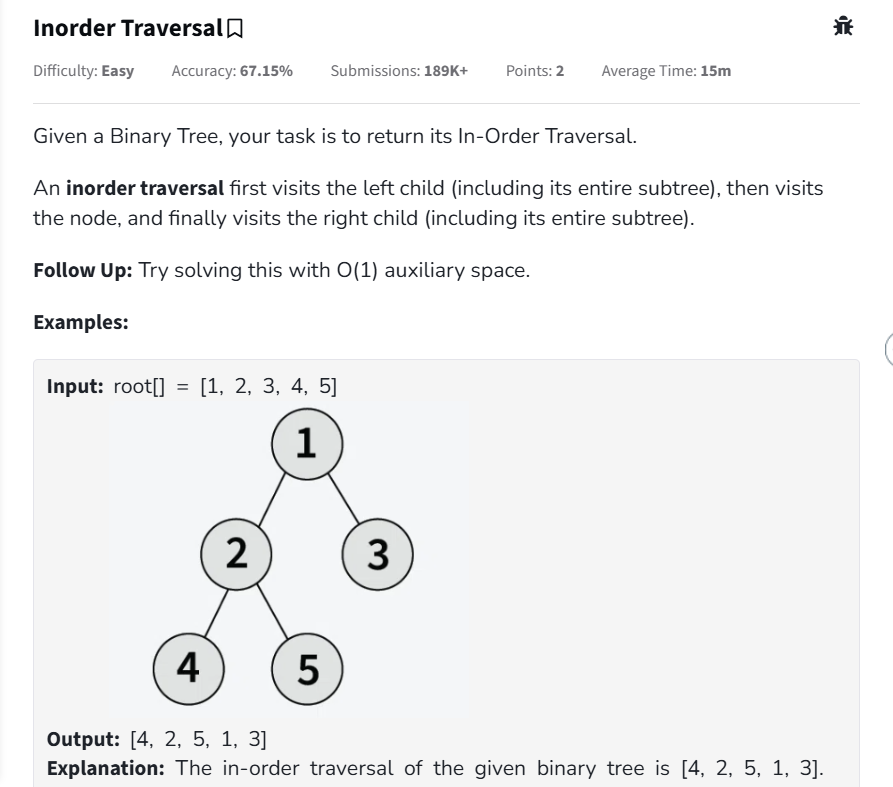 Inorder Traversal
Difficulty: Easy Accuracy: 67.15% Submissions: 189K+ Points: 2 Average Time: 15m
Given a Binary Tree, your task is to return its In-Order Traversal.
An inorder traversal first visits the left child (including its entire subtree), then visits
the node, and finally visits the right child (including its entire subtree).
Follow Up: Try solving this with O(1) auxiliary space.
Examples:
Input: root[] = [1, 2, 3, 4, 5]
1
2 3
4 5
Output: [4, 2, 5, 1, 3]
Explanation: The in-order traversal of the given binary tree is [4, 2, 5, 1, 3].